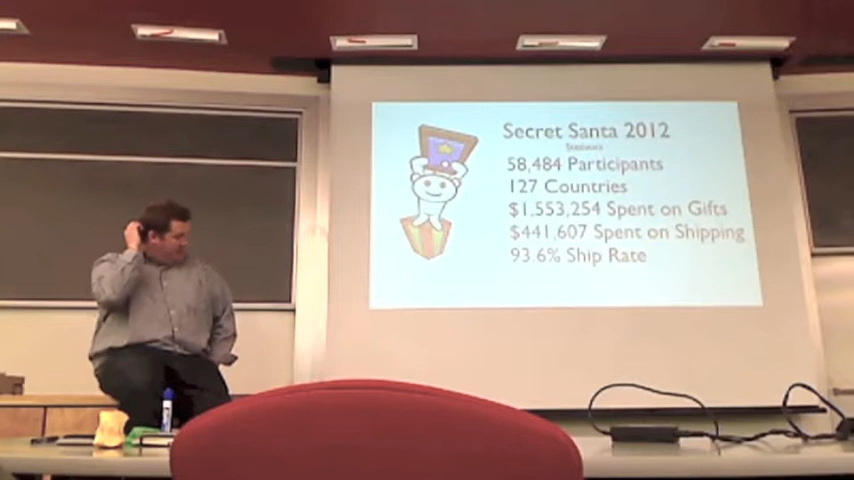 Secret Santa 2012
Statistics
58,484 Participants
127 Countries
$1,553,254 Spent on Gifts
$441,607 Spent on Shipping
93.6% Ship Rate